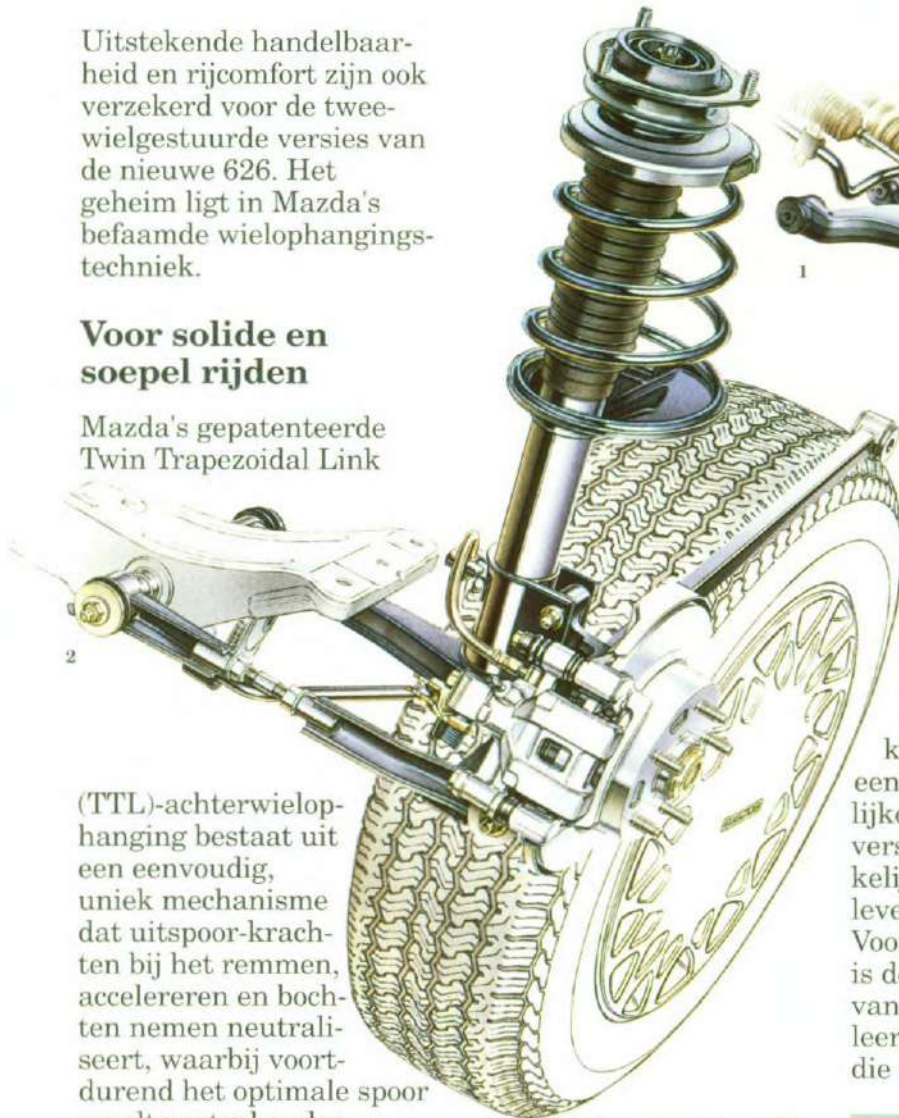 Uitstekende handelbaar-
heid en rijcomfort zijn ook
verzekerd voor de twee-
wielgestuurde versies van
de nieuwe 626. Het
geheim ligt in Mazda's
befaamde wielophangings-
techniek.
Voor solide en
soepel rijden
Mazda's gepatenteerde
Twin Trapezoidal Link
1
2
(TTL)-achterwielop-
hanging bestaat uit
een eenvoudig,
uniek mechanisme
dat uitspoor-krach-
ten bij het remmen,
accelereren en boch-
ten nemen neutrali-
seert, waarbij voort-
durend het optimale spoor
k
een
lijke
vers
kelij
leve
Voo
is de
van
leer
die